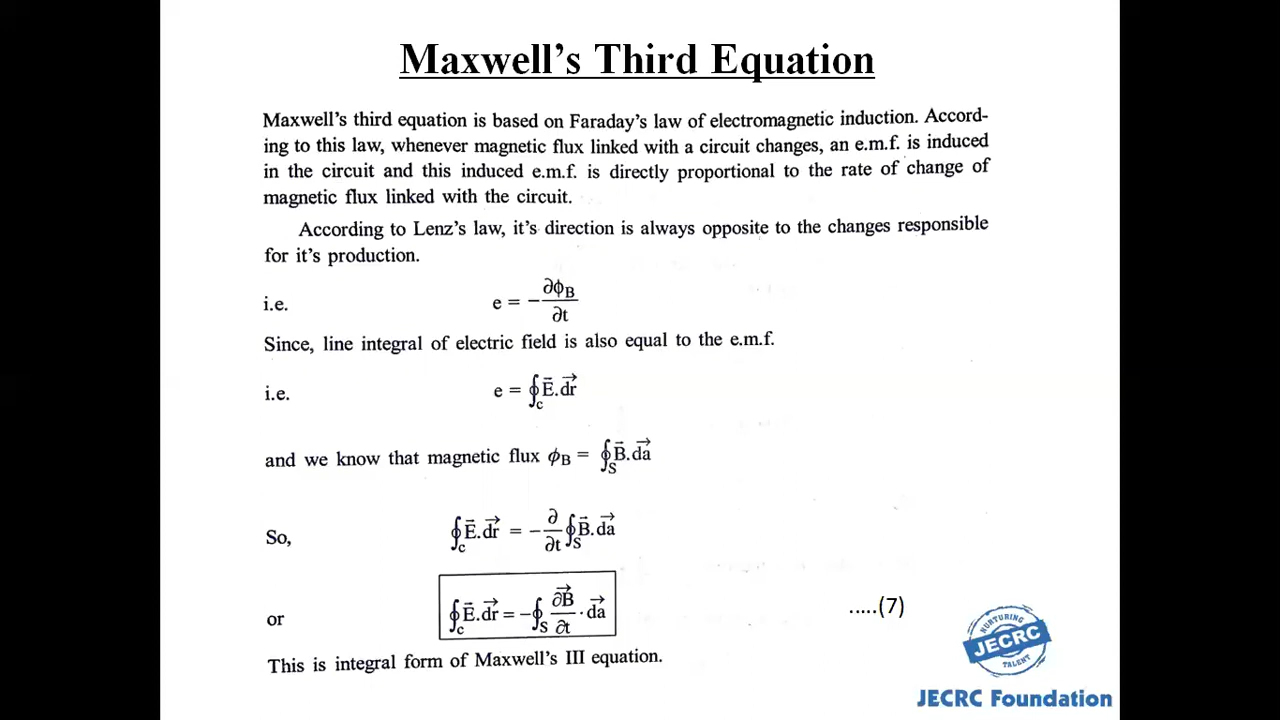 Maxwell's Third Equation
Maxwell's third equation is based on Faraday's law of electromagnetic induction. Accord-
ing to this law, whenever magnetic flux linked with a circuit changes, an e.m.f. is induced
in the circuit and this induced e.m.f. is directly proportional to the rate of change of
magnetic flux linked with the circuit.
According to Lenz's law, it's direction is always opposite to the changes responsible
for it's production.
i.e. e = −∂ϕB/∂t
Since, line integral of electric field is also equal to the e.m.f.
i.e. e = ∮c E̅.dr⃗
and we know that magnetic flux ϕB = ∮S B̅.da⃗
So, ∮c E̅.dr⃗ = −∂/∂t ∮S B̅.da⃗
or ∮c E̅.dr⃗ = −∮S ∂B⃗/∂t · da⃗ .....(7)
This is integral form of Maxwell's III equation.
NURTURING
JECRC
TALENT
JECRC Foundation